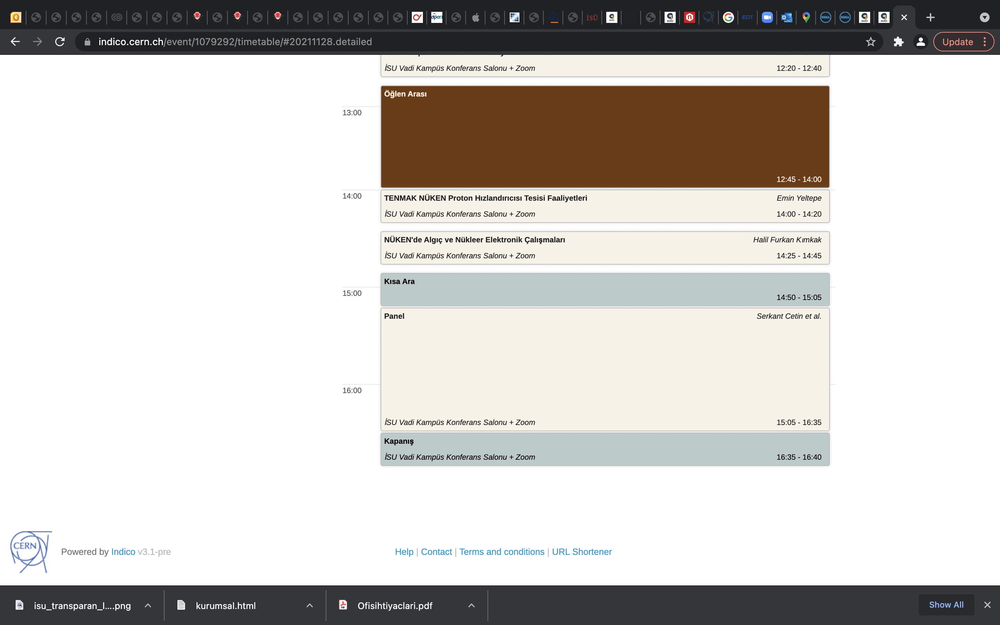 İSÜ
EDT
DELL
DELL
indico.cern.ch/event/1079292/timetable/#20211128.detailed
Update
İSU Vadi Kampüs Konferans Salonu + Zoom 12:20 - 12:40
Öğlen Arası
13:00
12:45 - 14:00
14:00
TENMAK NÜKEN Proton Hızlandırıcısı Tesisi Faaliyetleri Emin Yeltepe
İSU Vadi Kampüs Konferans Salonu + Zoom 14:00 - 14:20
NÜKEN'de Algıç ve Nükleer Elektronik Çalışmaları Halil Furkan Kımkak
İSU Vadi Kampüs Konferans Salonu + Zoom 14:25 - 14:45
Kısa Ara
15:00
14:50 - 15:05
Panel Serkant Cetin et al.
16:00
İSU Vadi Kampüs Konferans Salonu + Zoom 15:05 - 16:35
Kapanış
İSU Vadi Kampüs Konferans Salonu + Zoom 16:35 - 16:40
CERN
Powered by Indico v3.1-pre
Help | Contact | Terms and conditions | URL Shortener
isu_transparan_l....png
kurumsal.html
Ofisihtiyaclari.pdf
Show All